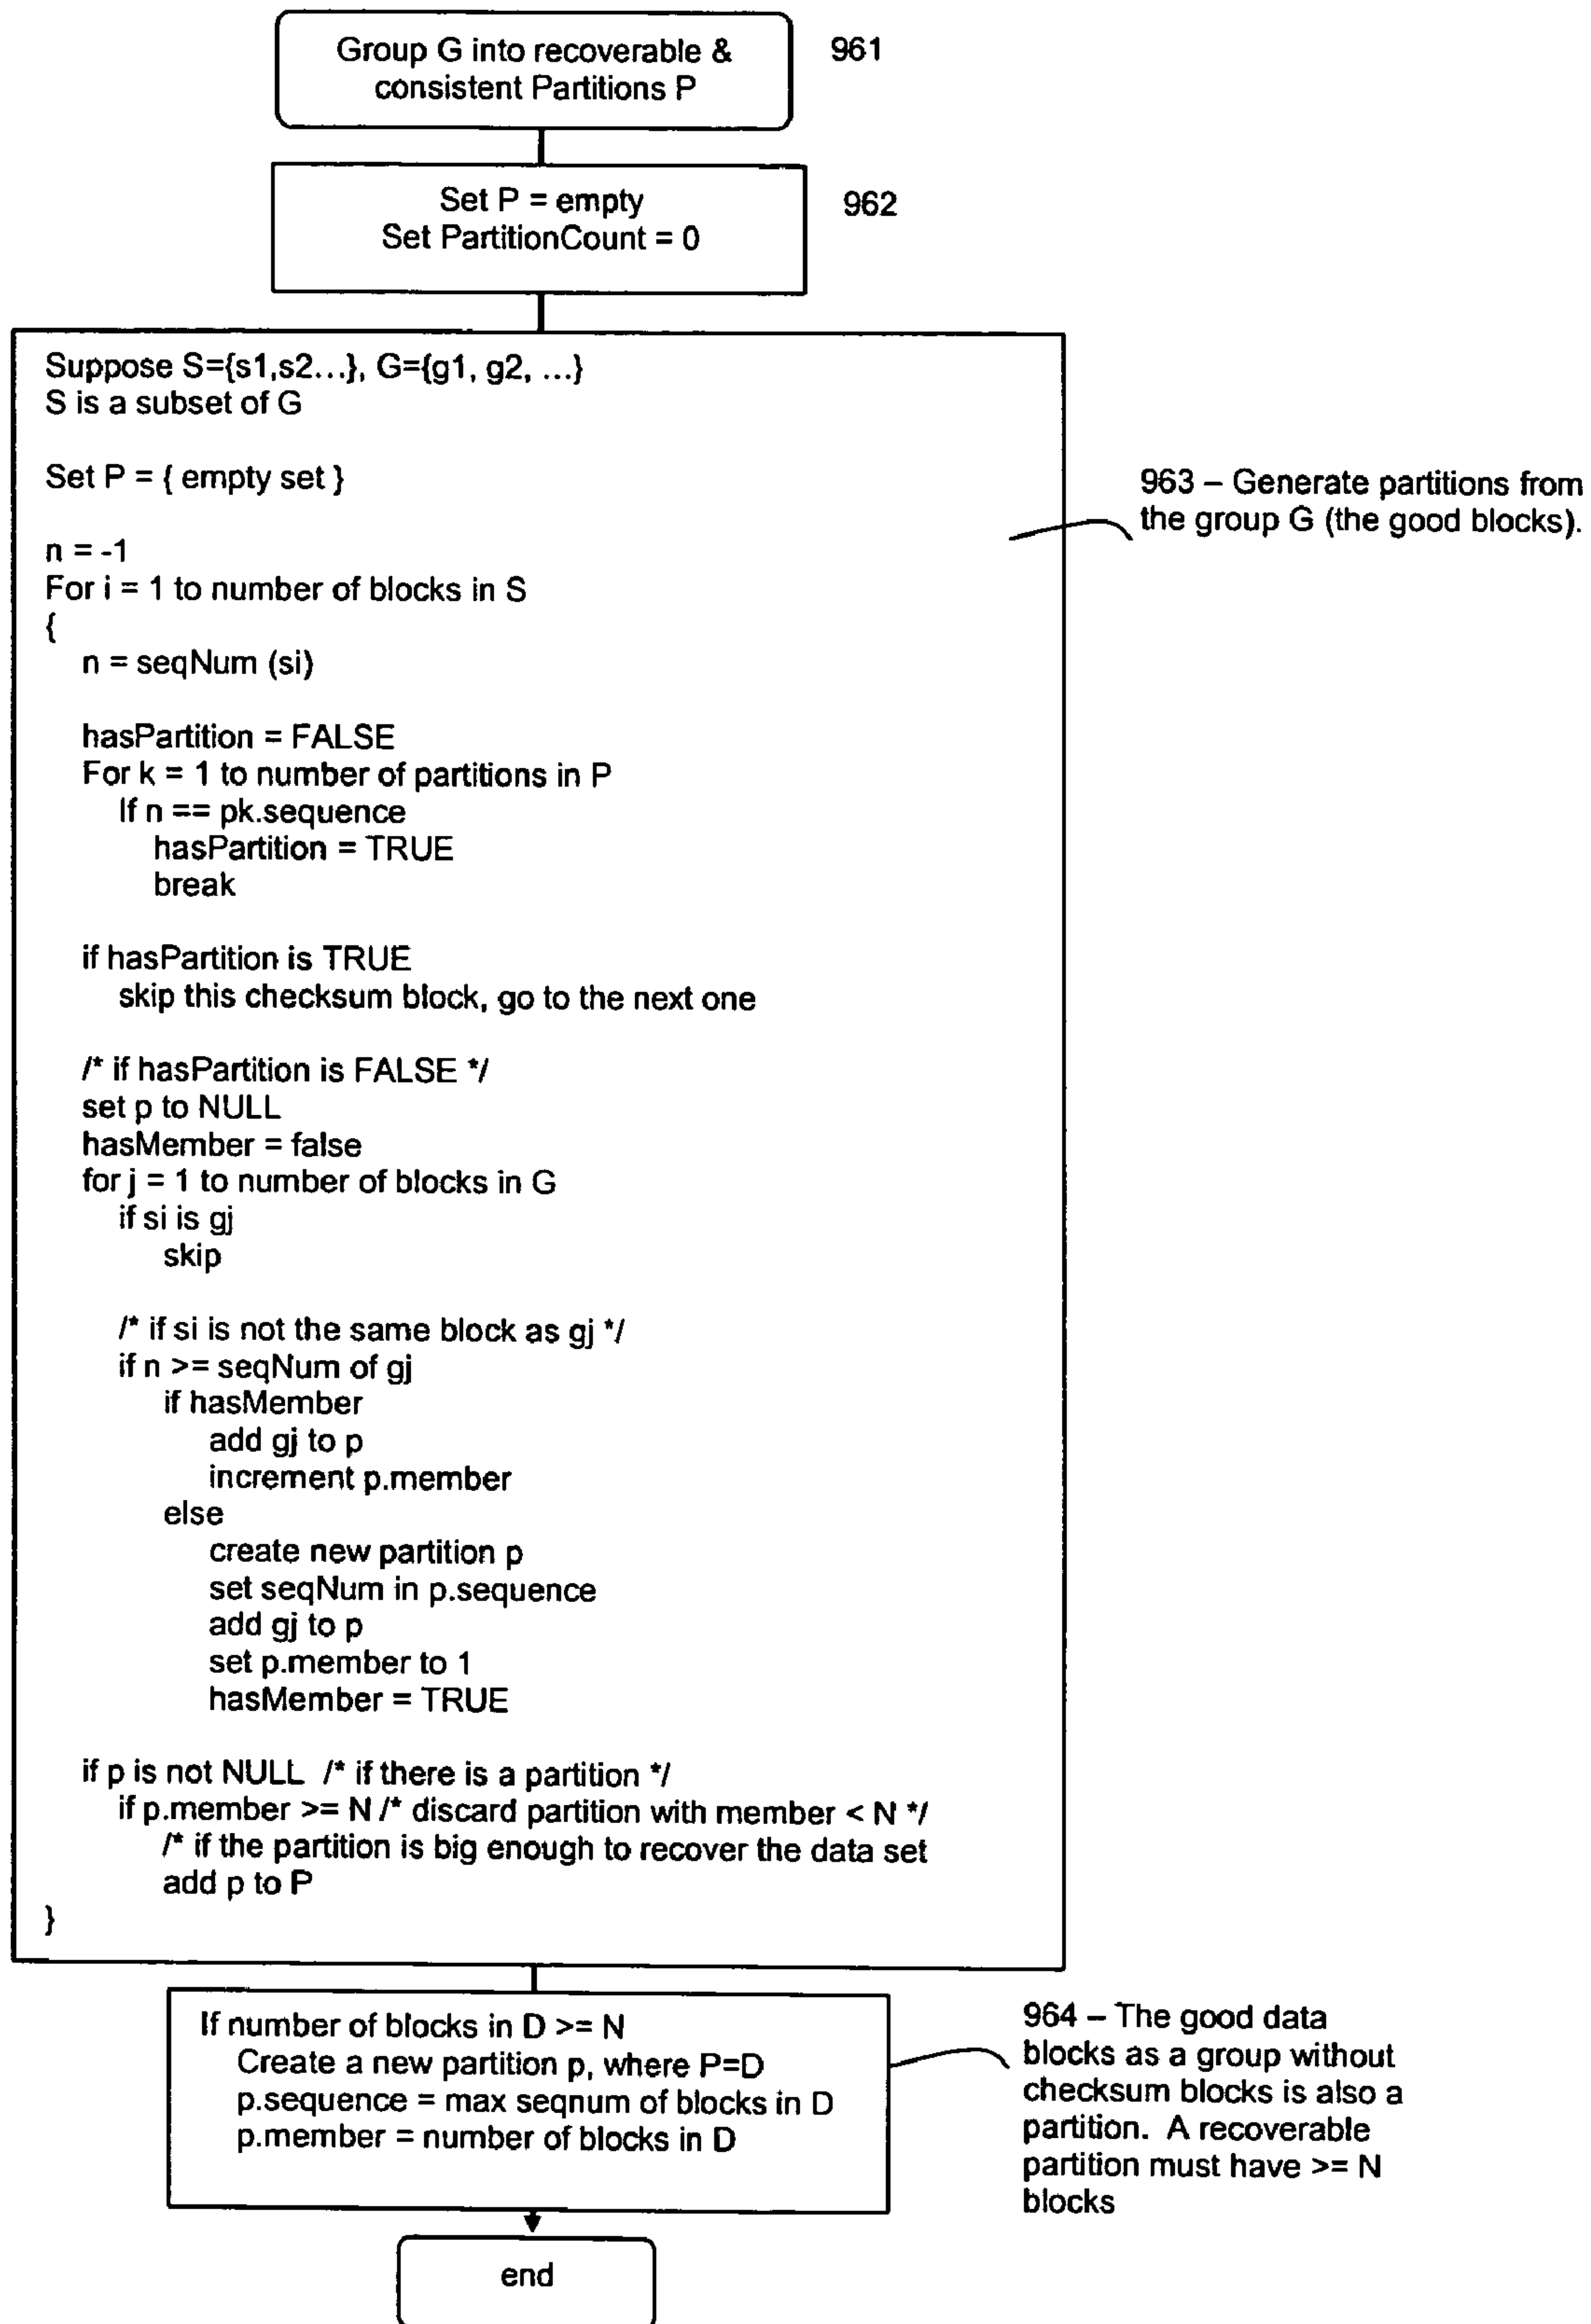 Group G into recoverable &
consistent Partitions P
961
Set P = empty
Set PartitionCount = 0
962
Suppose S={s1,s2...}, G={g1, g2, ...}
S is a subset of G
Set P = { empty set }
n = -1
For i = 1 to number of blocks in S
{
n = seqNum (si)
hasPartition = FALSE
For k = 1 to number of partitions in P
If n == pk.sequence
hasPartition = TRUE
break
if hasPartition is TRUE
skip this checksum block, go to the next one
/* if hasPartition is FALSE */
set p to NULL
hasMember = false
for j = 1 to number of blocks in G
if si is gj
skip
/* if si is not the same block as gj */
if n >= seqNum of gj
if hasMember
add gj to p
increment p.member
else
create new partition p
set seqNum in p.sequence
add gj to p
set p.member to 1
hasMember = TRUE
if p is not NULL /* if there is a partition */
if p.member >= N /* discard partition with member < N */
/* if the partition is big enough to recover the data set
add p to P
}
963 – Generate partitions from
the group G (the good blocks).
If number of blocks in D >= N
Create a new partition p, where P=D
p.sequence = max seqnum of blocks in D
p.member = number of blocks in D
964 – The good data
blocks as a group without
checksum blocks is also a
partition. A recoverable
partition must have >= N
blocks
end